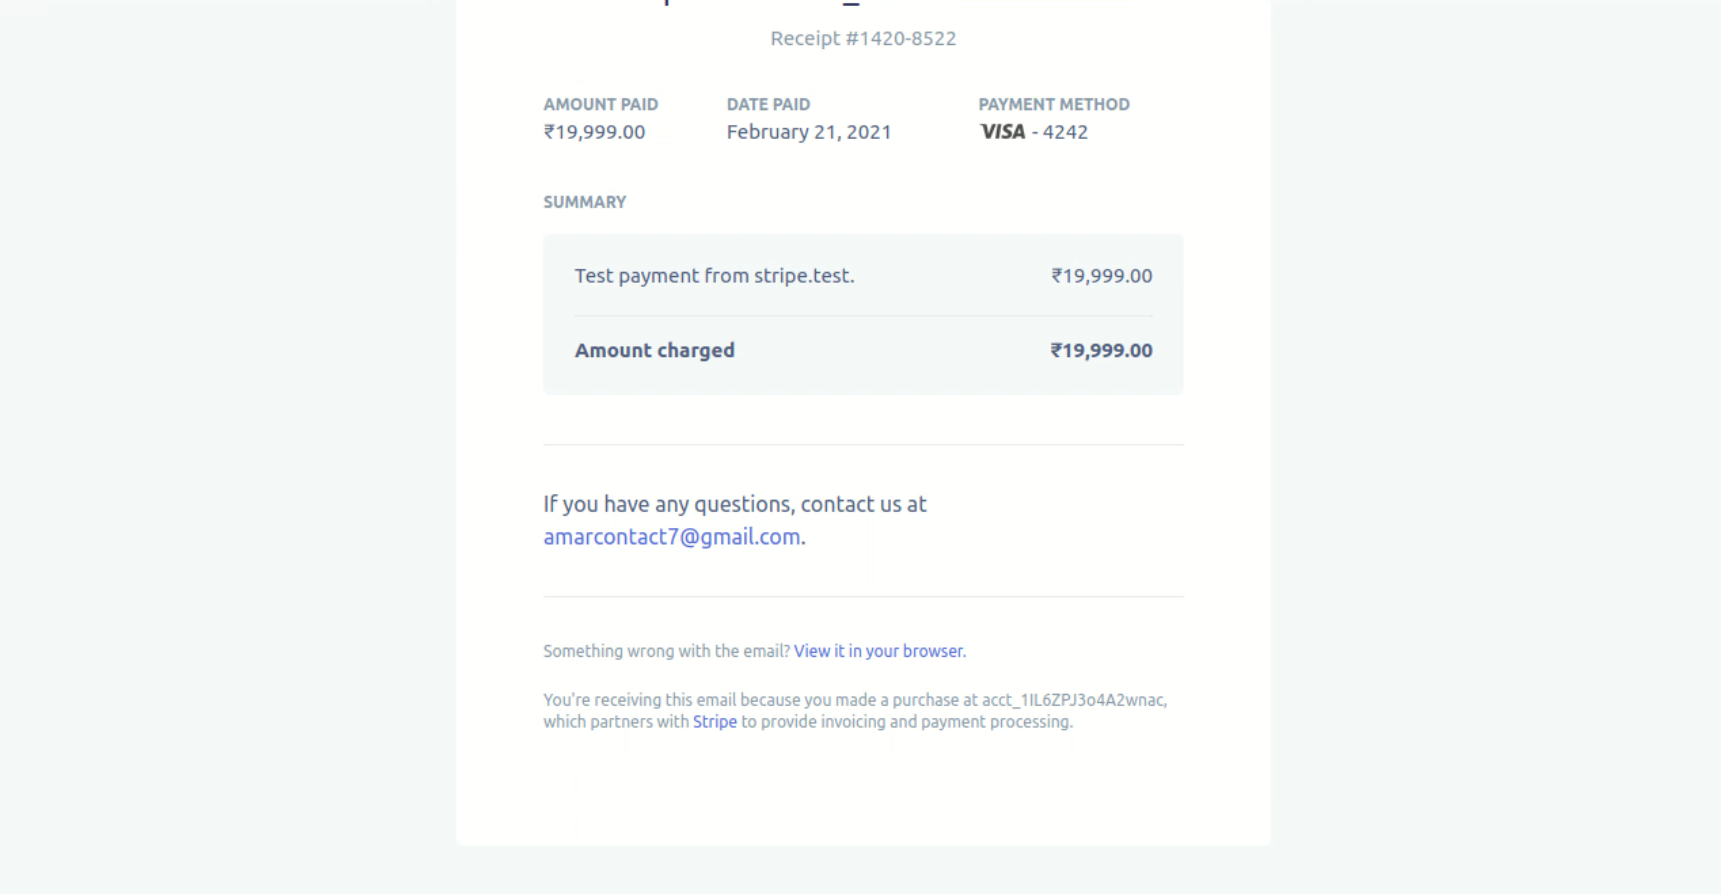 Receipt #1420-8522
AMOUNT PAID DATE PAID PAYMENT METHOD
₹19,999.00 February 21, 2021 VISA - 4242
SUMMARY
Test payment from stripe.test. ₹19,999.00
Amount charged ₹19,999.00
If you have any questions, contact us at
amarcontact7@gmail.com.
Something wrong with the email? View it in your browser.
You're receiving this email because you made a purchase at acct_1IL6ZPJ3o4A2wnac,
which partners with Stripe to provide invoicing and payment processing.